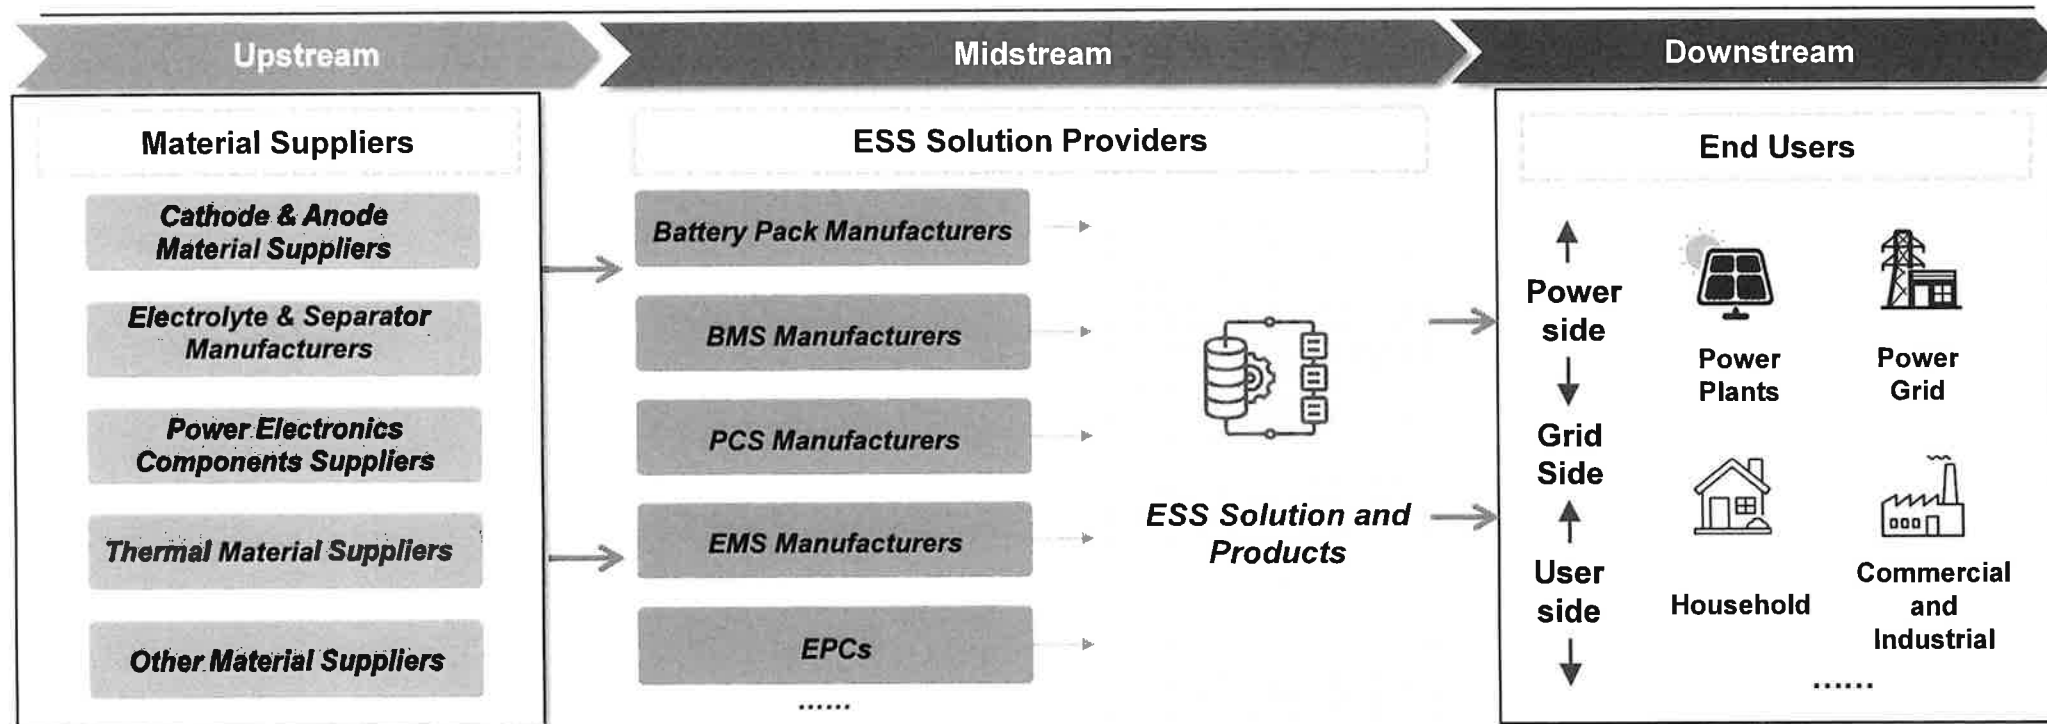 Upstream
Midstream
Downstream
Material Suppliers
Cathode & Anode
Material Suppliers
Electrolyte & Separator
Manufacturers
Power Electronics
Components Suppliers
Thermal Material Suppliers
Other Material Suppliers
ESS Solution Providers
Battery Pack Manufacturers
BMS Manufacturers
PCS Manufacturers
EMS Manufacturers
EPCs
......
ESS Solution and
Products
End Users
Power
side
Grid
Side
User
side
Power
Plants
Power
Grid
Household
Commercial
and
Industrial
......